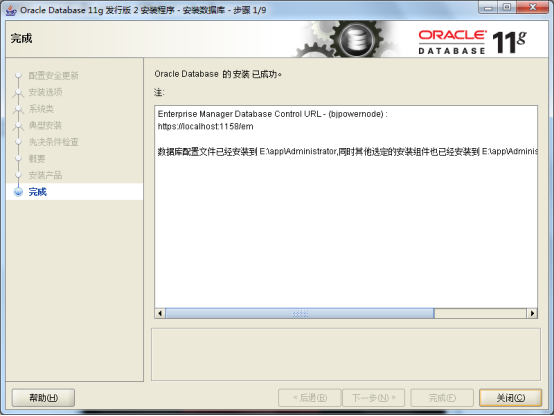 Oracle Database 11g 发行版 2 安装程序 - 安装数据库 - 步骤 1/9
完成
ORACLE
DATABASE 11g
配置安全更新
安装选项
系统类
典型安装
先决条件检查
概要
安装产品
完成
Oracle Database 的 安装 已成功。
注:
Enterprise Manager Database Control URL - (bjpowernode) :
https://localhost:1158/em
数据库配置文件已经安装到 E:\app\Administrator,同时其他选定的安装组件也已经安装到 E:\app\Adminis
帮助(H)
< 后退(B)
下一步(N) >
完成(F)
关闭(C)